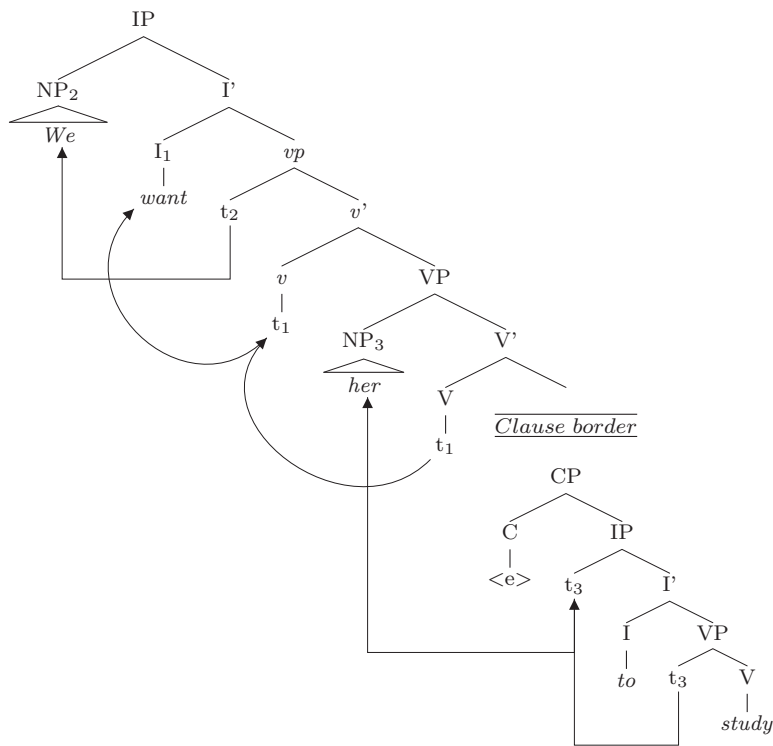 IP
NP₂ I'
We
I₁ vp
want
t₂ v'
v VP
t₁
NP₃ V'
her
V
Clause border
t₁
CP
C IP
<e> t₃ I'
I VP
to t₃ V
study